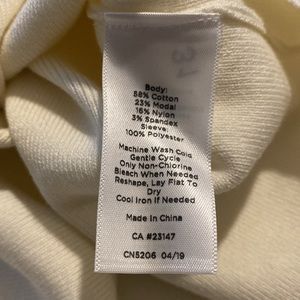 Body:
58% Cotton
23% Modal
16% Nylon
3% Spandex
Sleeve:
100% Polyester
Machine Wash Cold
Gentle Cycle
Only Non-Chlorine
Bleach When Needed
Reshape, Lay Flat To
Dry
Cool Iron If Needed
Made In China
CA #23147
CN5206 04/19